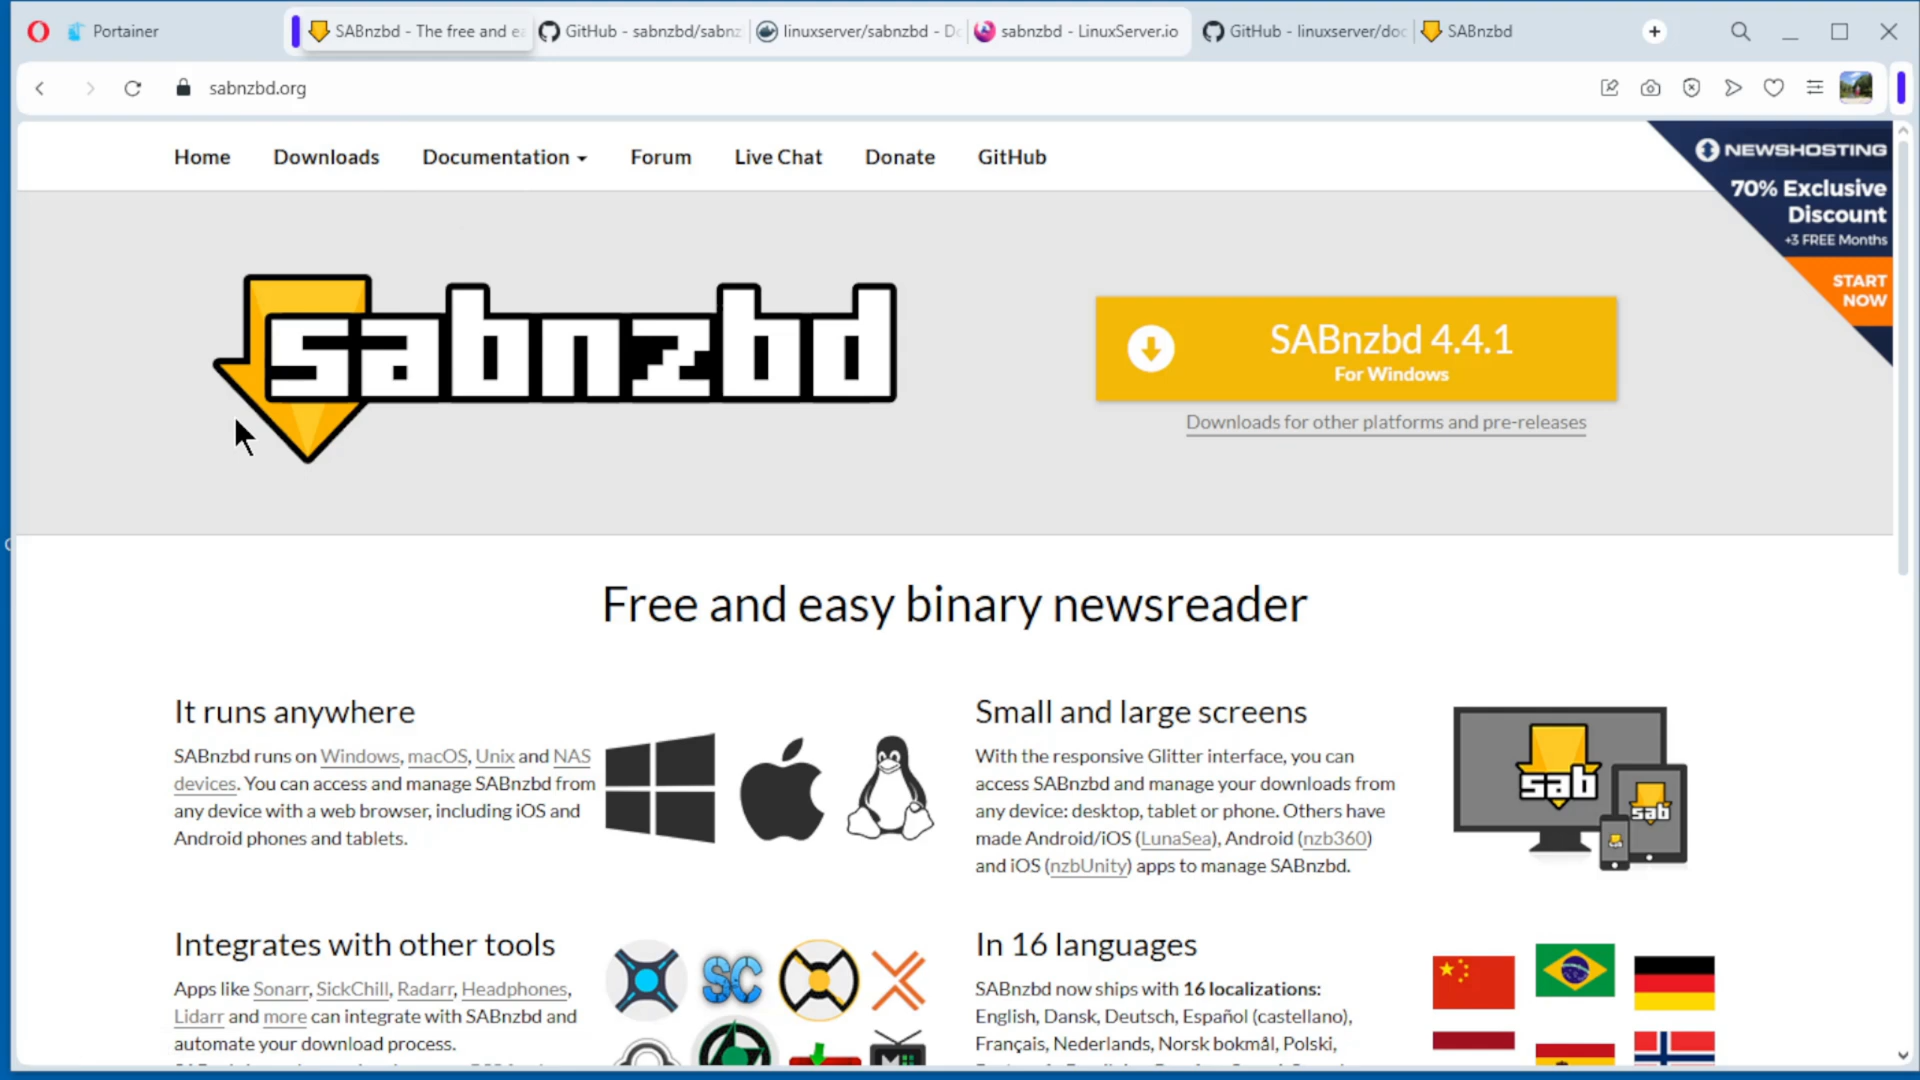 Portainer
SABnzbd - The free and ea
GitHub - sabnzbd/sabnz
linuxserver/sabnzbd - Do
sabnzbd - LinuxServer.io
GitHub - linuxserver/doc
SABnzbd
sabnzbd.org
Home
Downloads
Documentation
Forum
Live Chat
Donate
GitHub
NEWSHOSTING
70% Exclusive
Discount
+3 FREE Months
START
NOW
sabnzbd
SABnzbd 4.4.1
For Windows
Downloads for other platforms and pre-releases
Free and easy binary newsreader
It runs anywhere
SABnzbd runs on Windows, macOS, Unix and NAS
devices. You can access and manage SABnzbd from
any device with a web browser, including iOS and
Android phones and tablets.
Small and large screens
With the responsive Glitter interface, you can
access SABnzbd and manage your downloads from
any device: desktop, tablet or phone. Others have
made Android/iOS (LunaSea), Android (nzb360)
and iOS (nzbUnity) apps to manage SABnzbd.
sab
sab
Integrates with other tools
Apps like Sonarr, SickChill, Radarr, Headphones,
Lidarr and more can integrate with SABnzbd and
automate your download process.
SC
In 16 languages
SABnzbd now ships with 16 localizations:
English, Dansk, Deutsch, Español (castellano),
Français, Nederlands, Norsk bokmål, Polski,